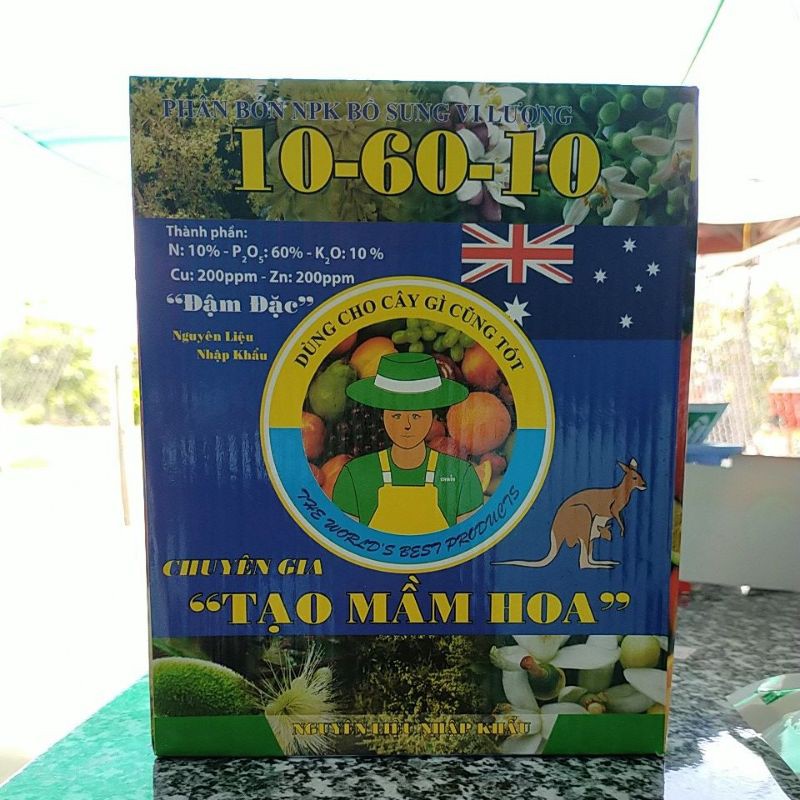 PHÂN BÓN NPK BỔ SUNG VI LƯỢNG
10-60-10
Thành phần:
N: 10% - P₂O₅: 60% - K₂O: 10 %
Cu: 200ppm - Zn: 200ppm
“Đậm Đặc”
Nguyên Liệu
Nhập Khẩu
DÙNG CHO CÂY GÌ CŨNG TỐT
THE WORLD'S BEST PRODUCTS
CHUYÊN GIA
“TẠO MẦM HOA”
NGUYÊN LIỆU NHẬP KHẨU